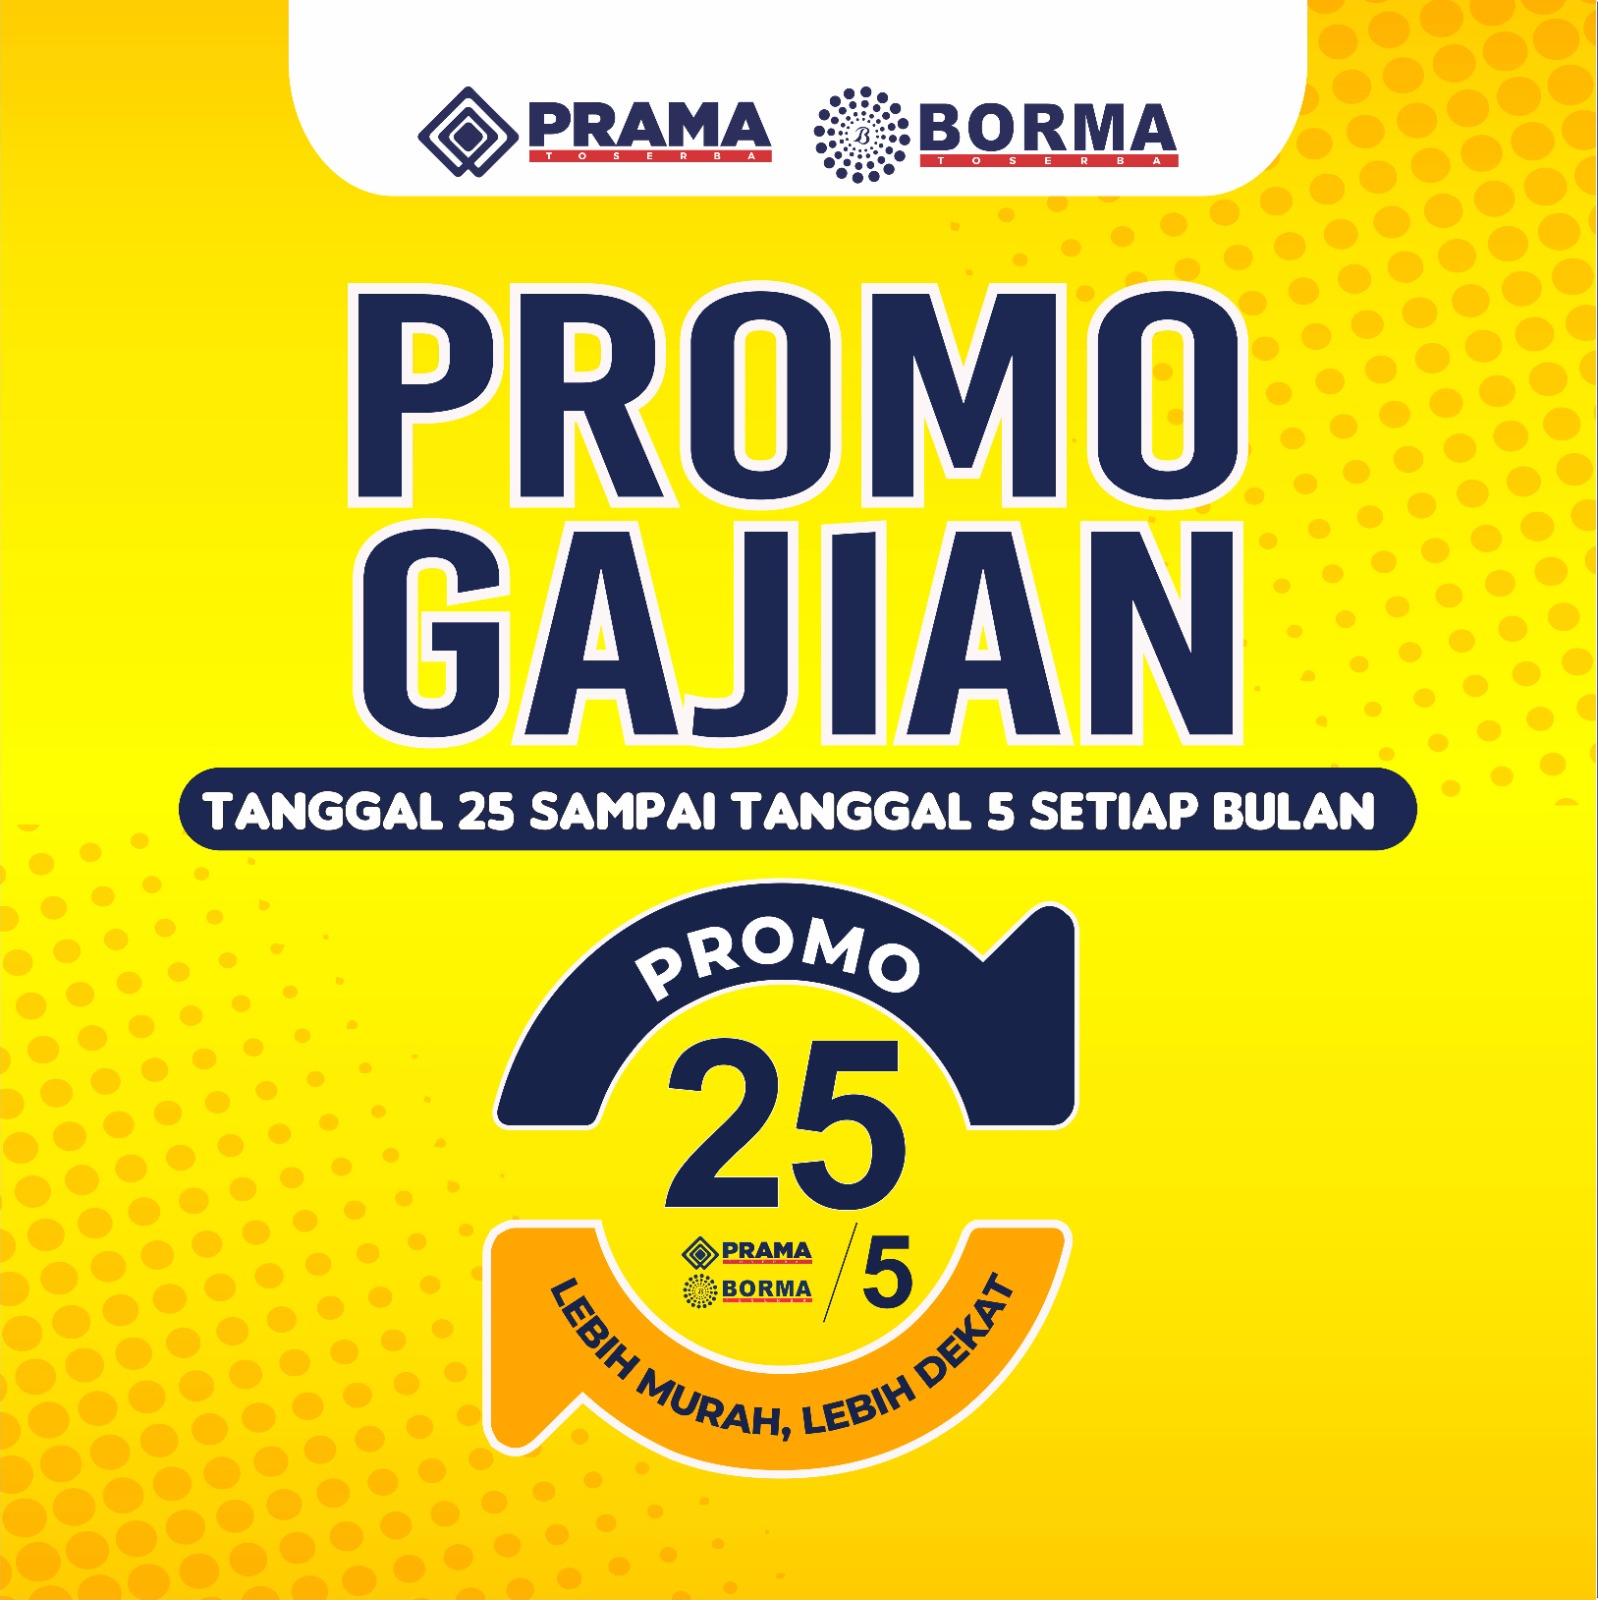 PRAMA BORMA
TOSERBA TOSERBA
PROMO
GAJIAN
TANGGAL 25 SAMPAI TANGGAL 5 SETIAP BULAN
PROMO
25
PRAMA
BORMA
/5
LEBIH MURAH, LEBIH DEKAT